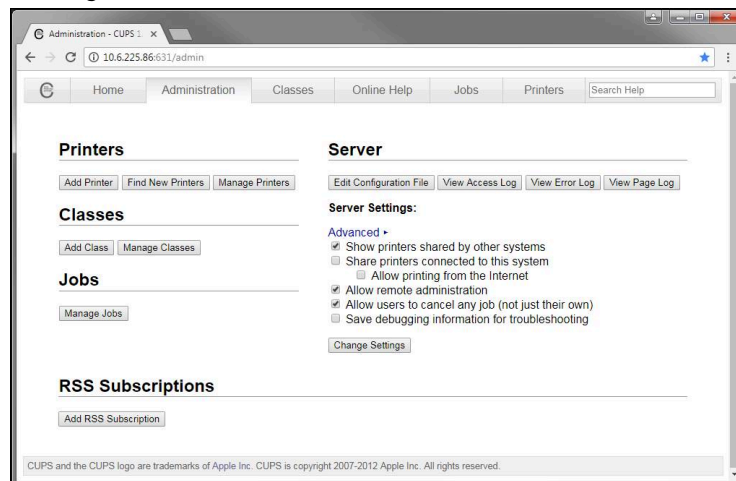 Administration - CUPS 1
10.6.225.86:631/admin
Home Administration Classes Online Help Jobs Printers Search Help
Printers
Add Printer Find New Printers Manage Printers
Classes
Add Class Manage Classes
Jobs
Manage Jobs
Server
Edit Configuration File View Access Log View Error Log View Page Log
Server Settings:
Advanced
Show printers shared by other systems
Share printers connected to this system
Allow printing from the Internet
Allow remote administration
Allow users to cancel any job (not just their own)
Save debugging information for troubleshooting
Change Settings
RSS Subscriptions
Add RSS Subscription
CUPS and the CUPS logo are trademarks of Apple Inc. CUPS is copyright 2007-2012 Apple Inc. All rights reserved.